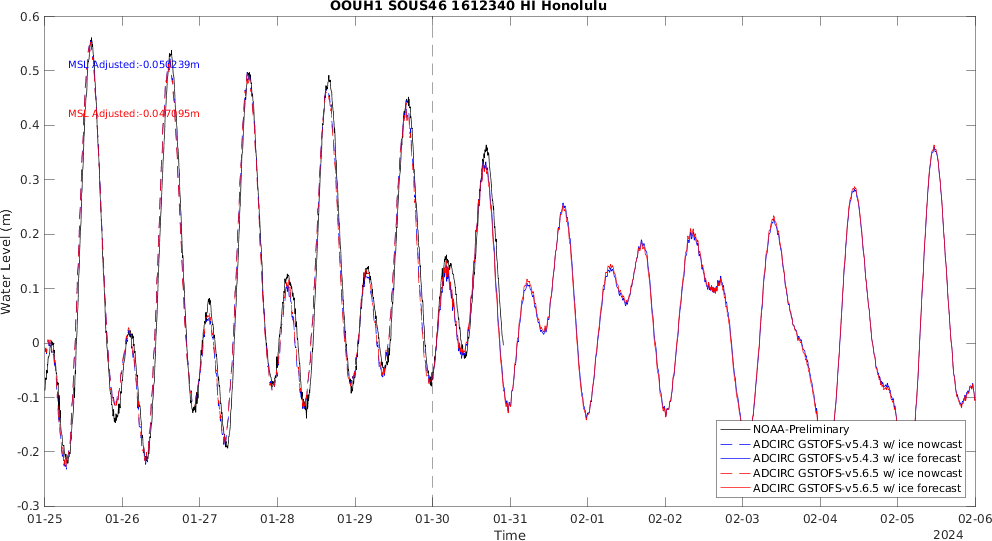 OOUH1 SOUS46 1612340 HI Honolulu
0.6
0.5
0.4
0.3
0.2
0.1
0
-0.1
-0.2
-0.3
Water Level (m)
MSL Adjusted:-0.050239m
MSL Adjusted:-0.047095m
NOAA-Preliminary
ADCIRC GSTOFS-v5.4.3 w/ ice nowcast
ADCIRC GSTOFS-v5.4.3 w/ ice forecast
ADCIRC GSTOFS-v5.6.5 w/ ice nowcast
ADCIRC GSTOFS-v5.6.5 w/ ice forecast
01-25 01-26 01-27 01-28 01-29 01-30 01-31 02-01 02-02 02-03 02-04 02-05 02-06
Time
2024